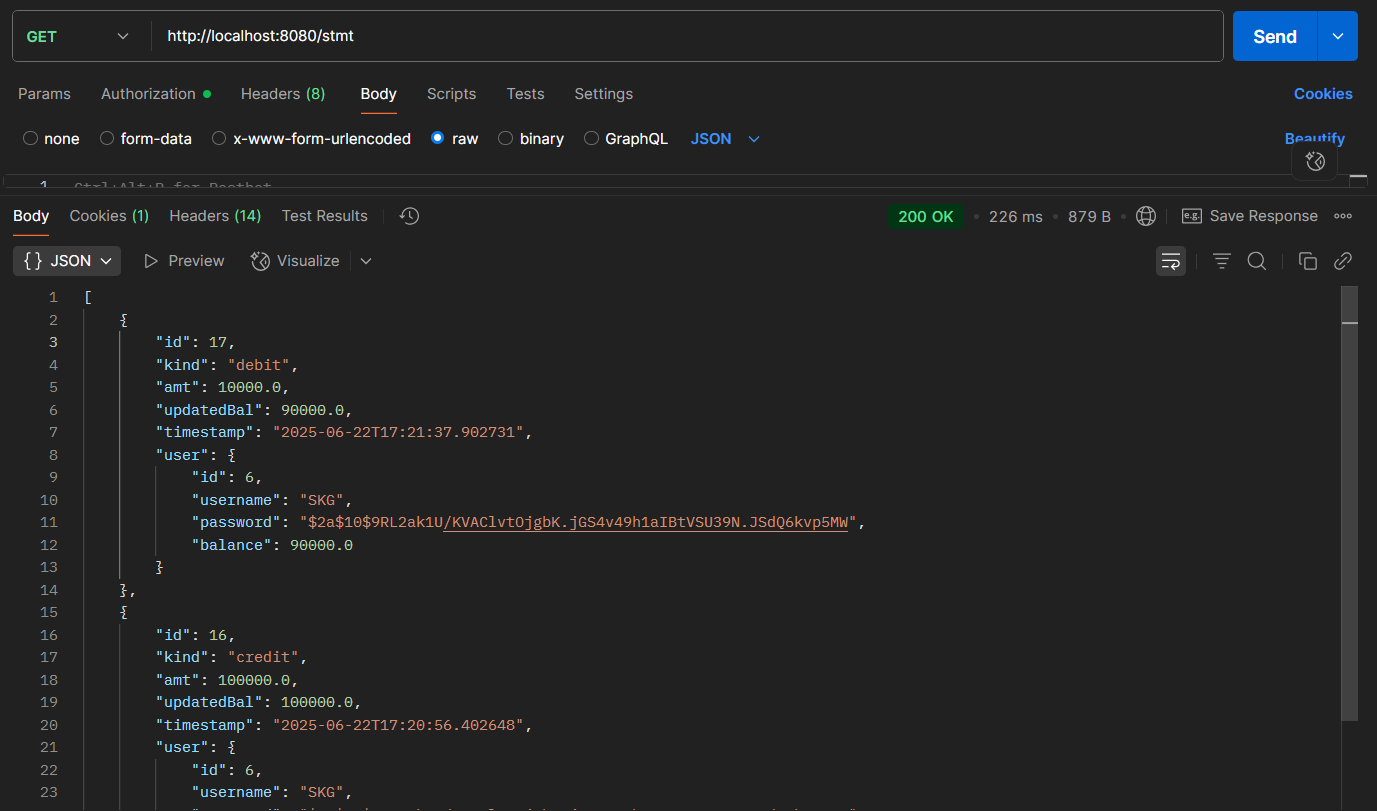 GET http://localhost:8080/stmt Send
Params Authorization Headers (8) Body Scripts Tests Settings Cookies
none form-data x-www-form-urlencoded raw binary GraphQL JSON Beautify
1 Ctrl+Alt+P for Postbot
Body Cookies (1) Headers (14) Test Results 200 OK 226 ms 879 B e.g. Save Response
{} JSON Preview Visualize
1 [
2 {
3 "id": 17,
4 "kind": "debit",
5 "amt": 10000.0,
6 "updatedBal": 90000.0,
7 "timestamp": "2025-06-22T17:21:37.902731",
8 "user": {
9 "id": 6,
10 "username": "SKG",
11 "password": "$2a$10$9RL2ak1U/KVAClvtOjgbK.jGS4v49h1aIBtVSU39N.JSdQ6kvp5MW",
12 "balance": 90000.0
13 }
14 },
15 {
16 "id": 16,
17 "kind": "credit",
18 "amt": 100000.0,
19 "updatedBal": 100000.0,
20 "timestamp": "2025-06-22T17:20:56.402648",
21 "user": {
22 "id": 6,
23 "username": "SKG",